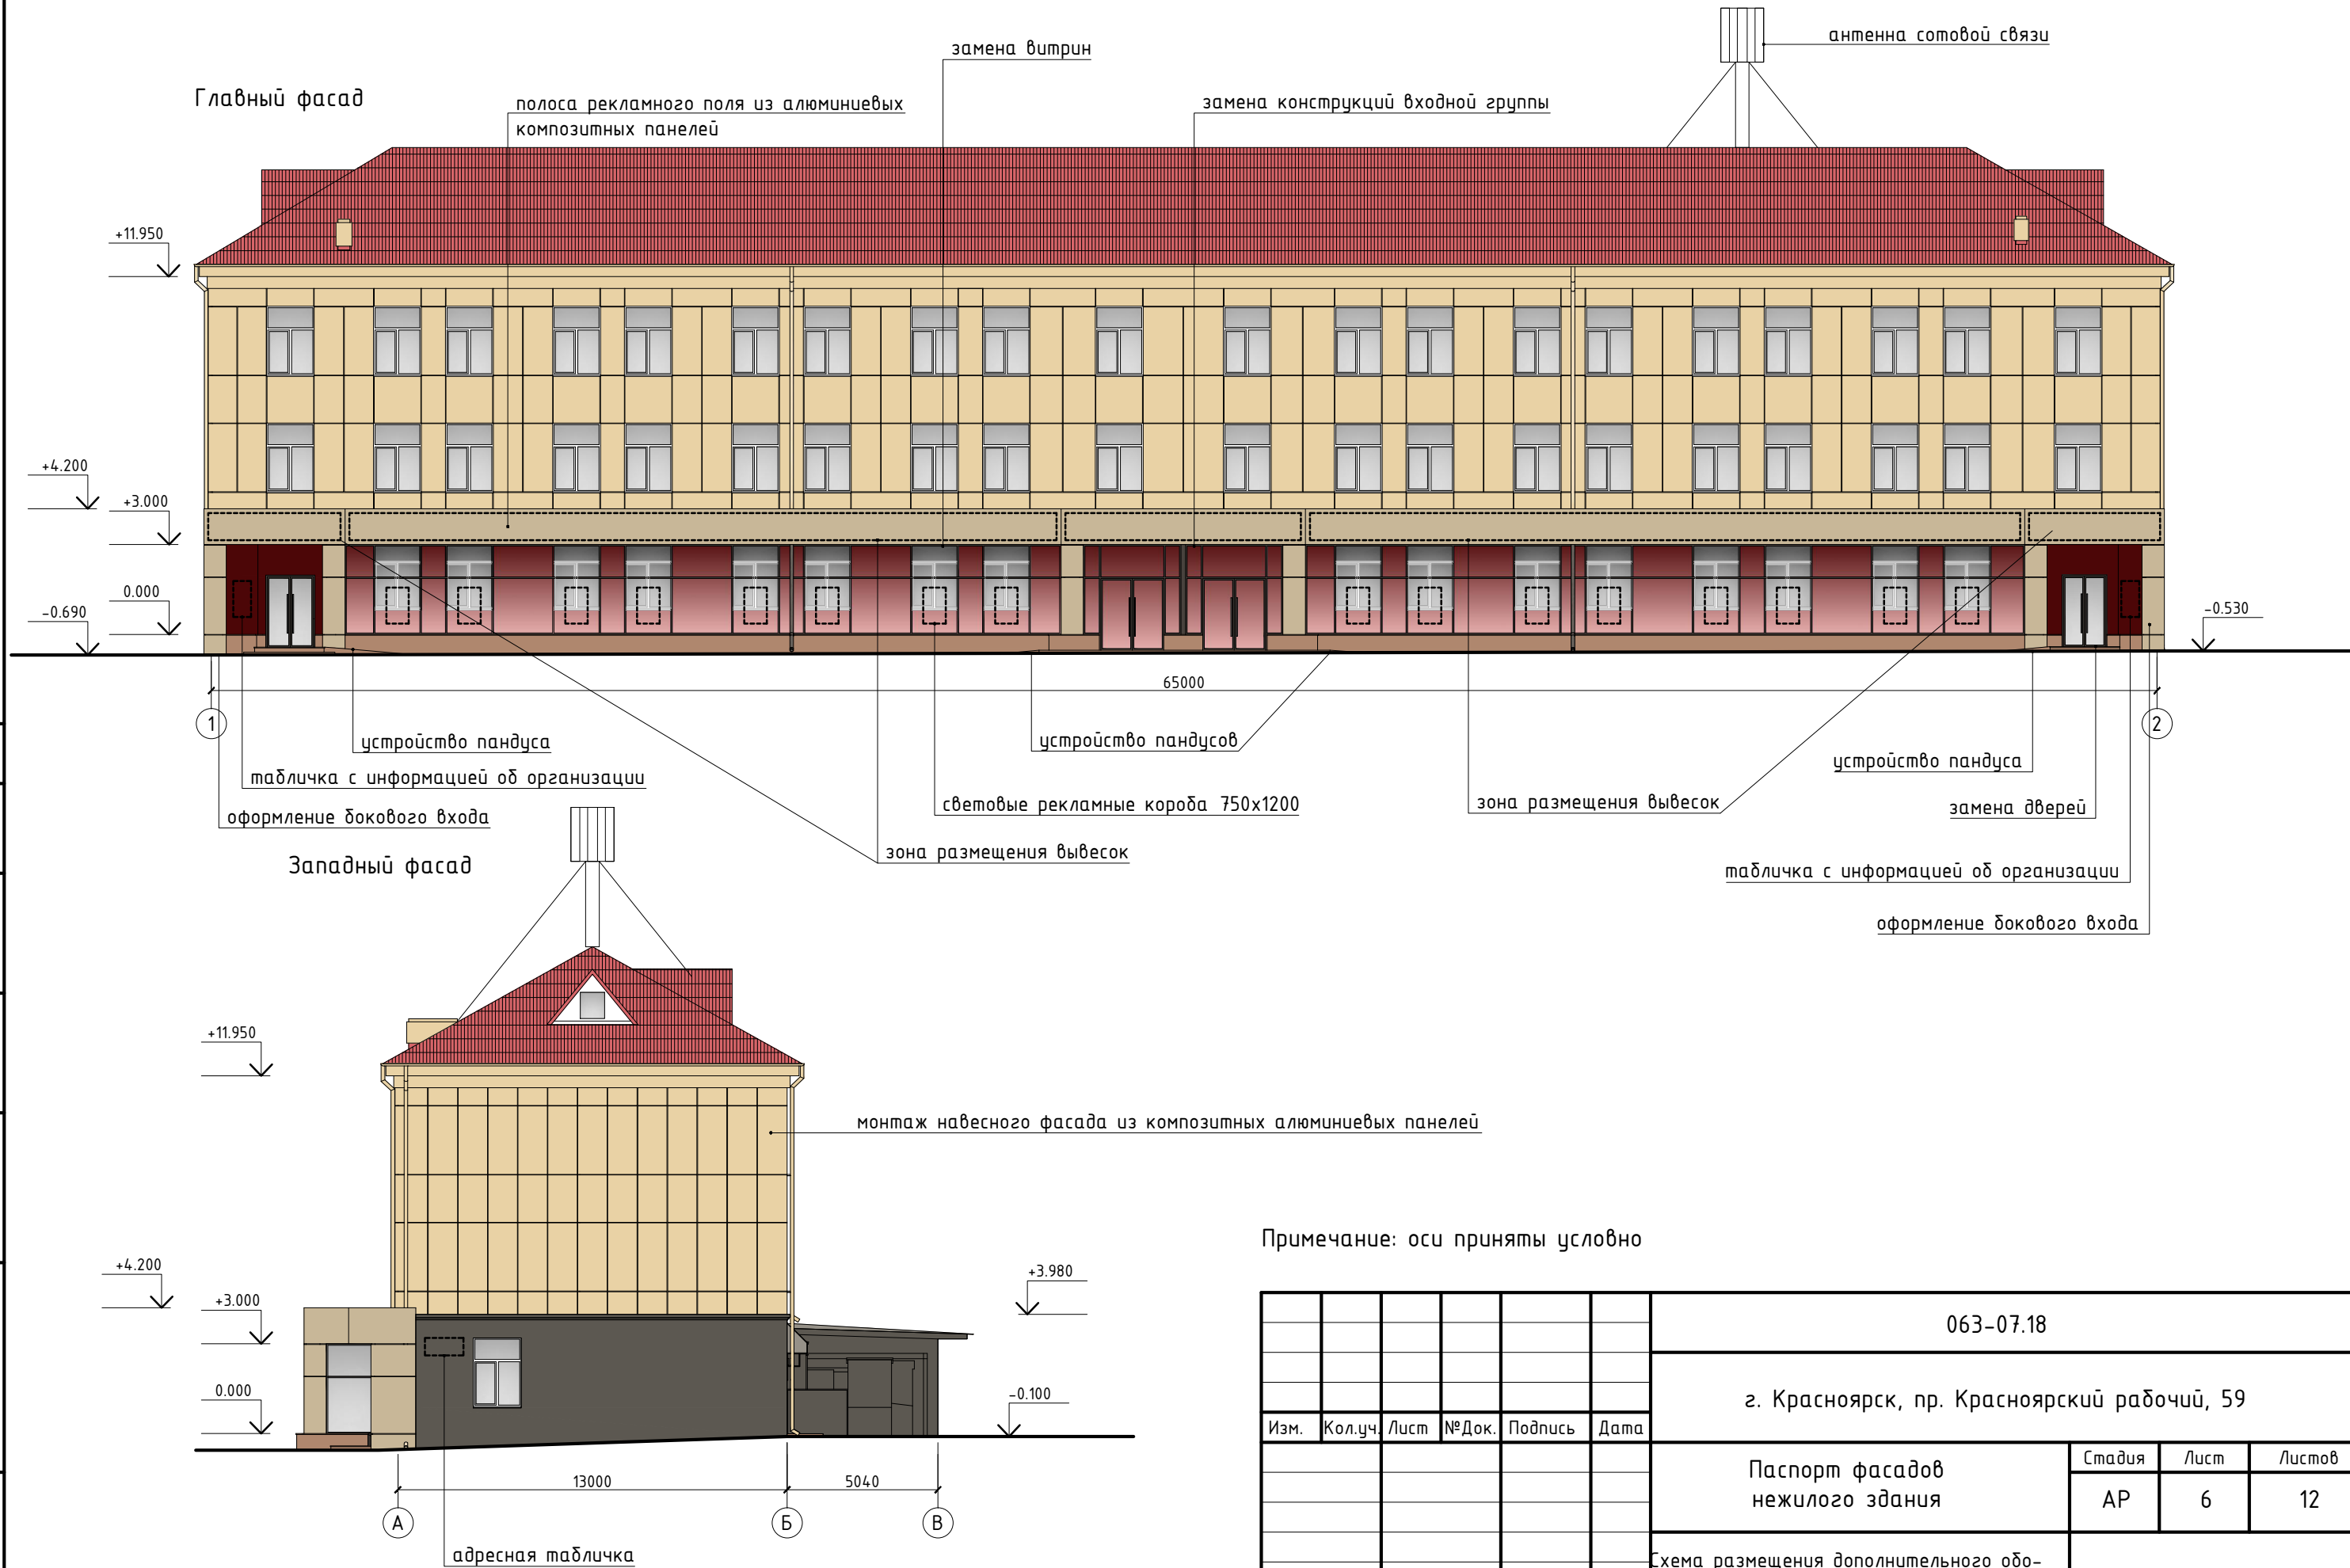 замена витрин
антенна сотовой связи
Главный фасад
полоса рекламного поля из алюминиевых
композитных панелей
замена конструкций входной группы
+11.950
+4.200
+3.000
0.000
-0.690
-0.530
65000
1
2
устройство пандуса
устройство пандусов
устройство пандуса
табличка с информацией об организации
световые рекламные короба 750х1200
зона размещения вывесок
замена дверей
оформление бокового входа
зона размещения вывесок
табличка с информацией об организации
оформление бокового входа
Западный фасад
+11.950
монтаж навесного фасада из композитных алюминиевых панелей
Примечание: оси приняты условно
+4.200
+3.980
+3.000
0.000
-0.100
13000
5040
А
Б
В
адресная табличка
063-07.18
г. Красноярск, пр. Красноярский рабочий, 59
Изм. Кол.уч. Лист №Док. Подпись Дата
Паспорт фасадов
нежилого здания
Стадия Лист Листов
АР 6 12
Схема размещения дополнительного обо-